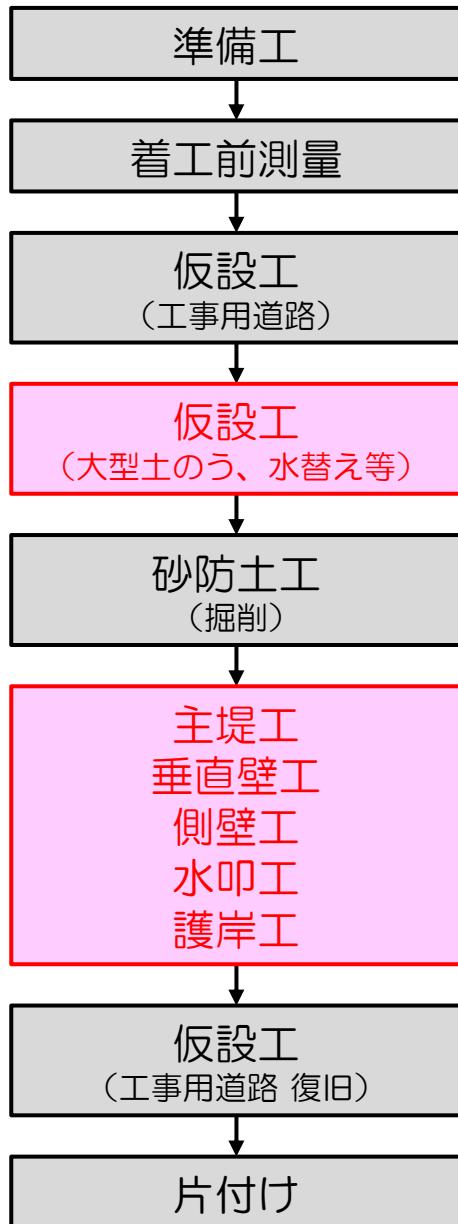 準備工
着工前測量
仮設工
（工事用道路）
仮設工
（大型土のう、水替え等）
砂防土工
（掘削）
主堤工
垂直壁工
側壁工
水叩工
護岸工
仮設工
（工事用道路 復旧）
片付け